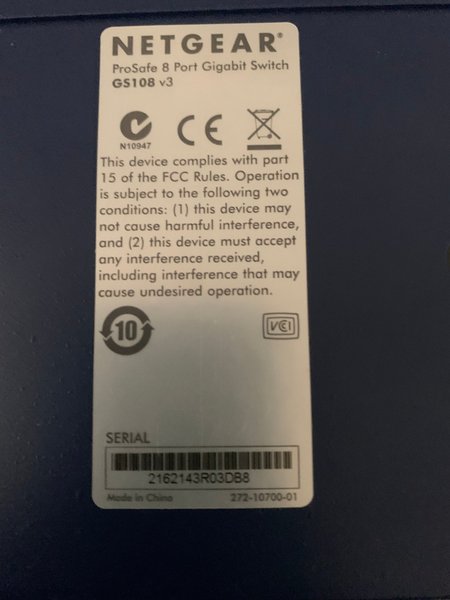 NETGEAR®
ProSafe 8 Port Gigabit Switch
GS108 v3
CE
N10947
This device complies with part
15 of the FCC Rules. Operation
is subject to the following two
conditions: (1) this device may
not cause harmful interference,
and (2) this device must accept
any interference received,
including interference that may
cause undesired operation.
10
VCI
SERIAL
2162143R03DB8
Made in China 272-10700-01